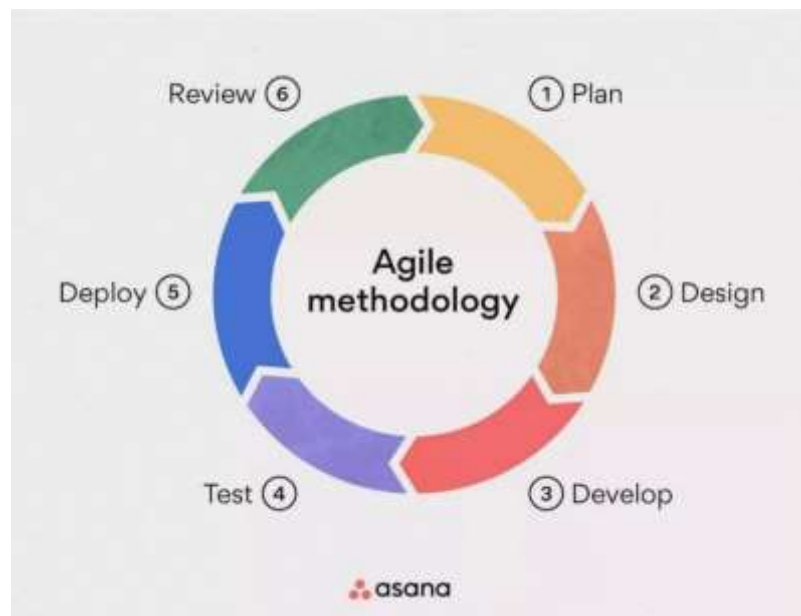 Agile
methodology
1 Plan
2 Design
3 Develop
Test 4
Deploy 5
Review 6
asana